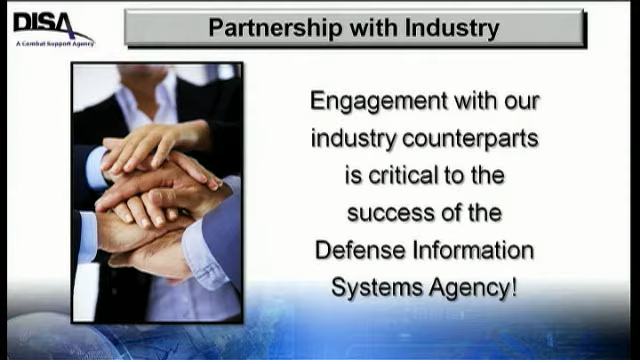 DISA
A Combat Support Agency
Partnership with Industry
Engagement with our
industry counterparts
is critical to the
success of the
Defense Information
Systems Agency!